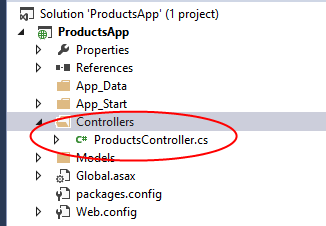 Solution 'ProductsApp' (1 project)
ProductsApp
Properties
References
App_Data
App_Start
Controllers
C# ProductsController.cs
Models
Global.asax
packages.config
Web.config